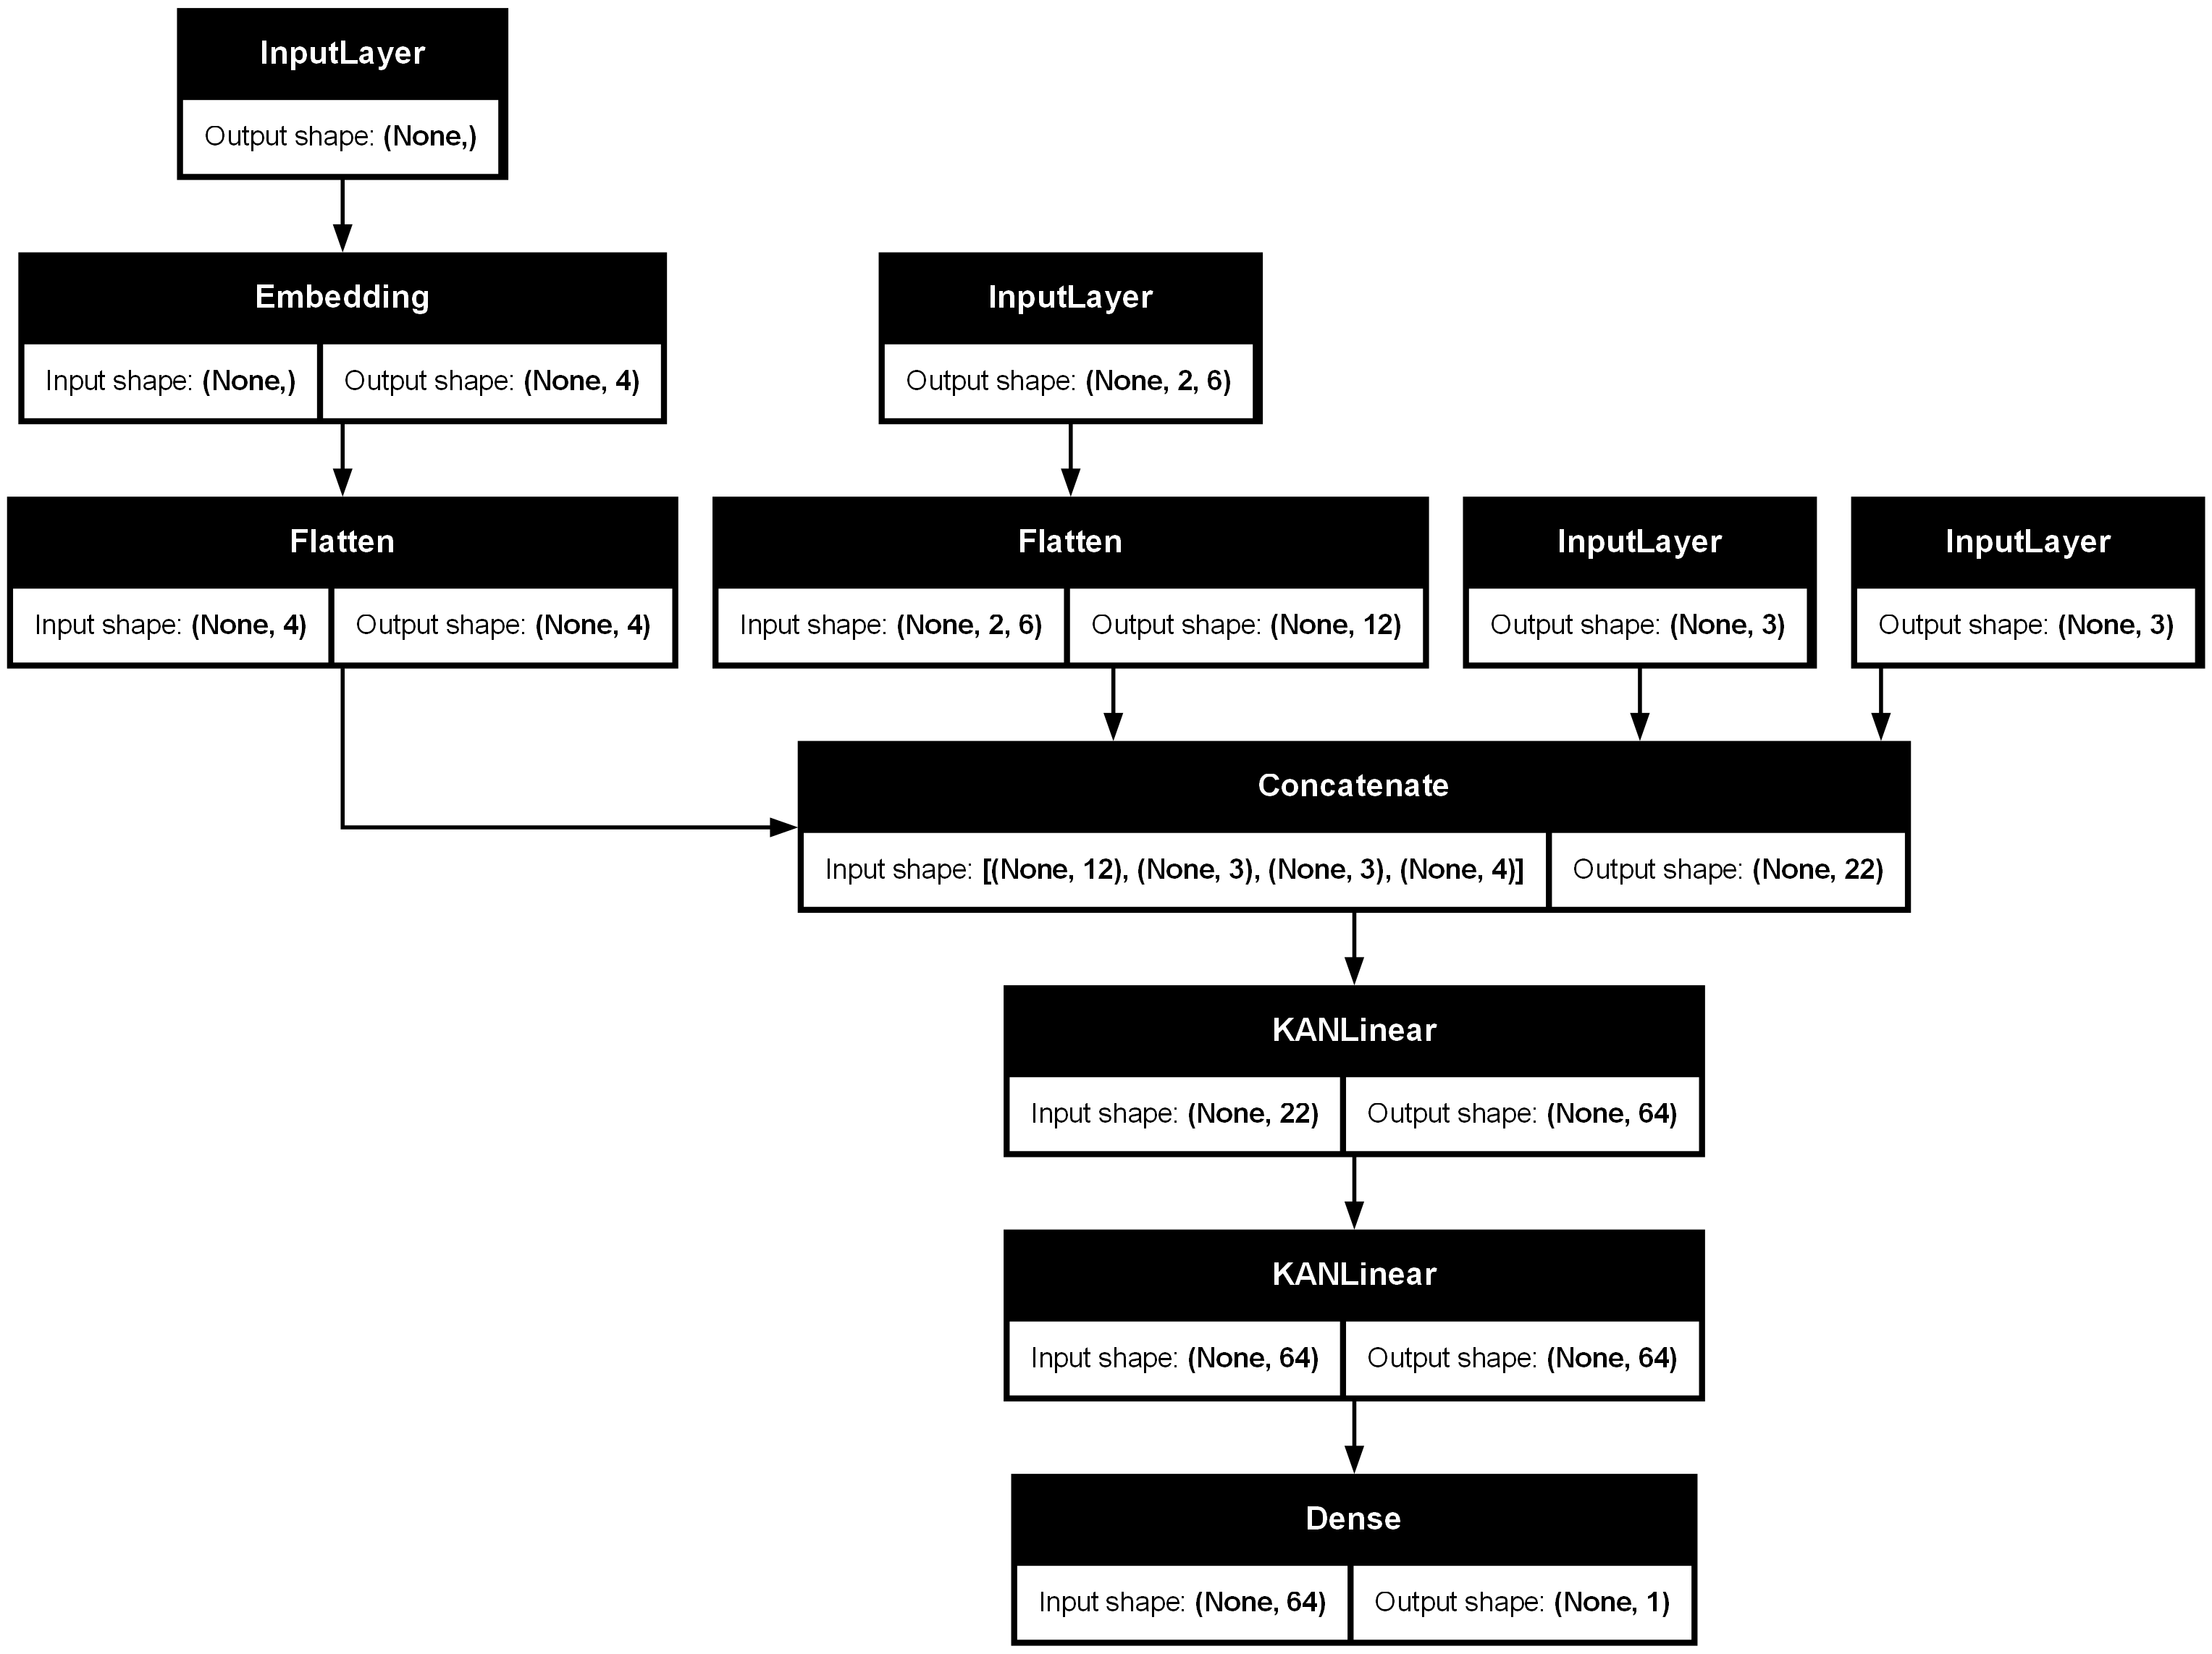 InputLayer
Output shape: (None,)
Embedding
Input shape: (None,) Output shape: (None, 4)
InputLayer
Output shape: (None, 2, 6)
Flatten
Input shape: (None, 4) Output shape: (None, 4)
Flatten
Input shape: (None, 2, 6) Output shape: (None, 12)
InputLayer
Output shape: (None, 3)
InputLayer
Output shape: (None, 3)
Concatenate
Input shape: [(None, 12), (None, 3), (None, 3), (None, 4)] Output shape: (None, 22)
KANLinear
Input shape: (None, 22) Output shape: (None, 64)
KANLinear
Input shape: (None, 64) Output shape: (None, 64)
Dense
Input shape: (None, 64) Output shape: (None, 1)